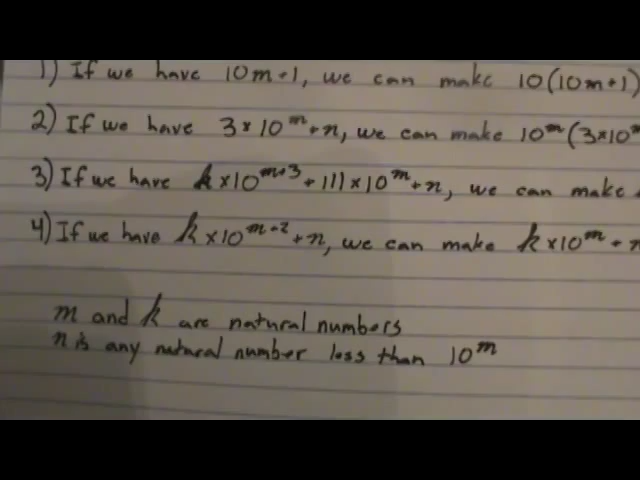 1) If we have 10m+1, we can make 10(10m+1)
2) If we have 3×10^m+n, we can make 10^m(3×10^m
3) If we have k×10^m+3+111×10^m+n, we can make
4) If we have k×10^m+2+n, we can make k×10^m+n
m and k are natural numbers
n is any natural number less than 10^m